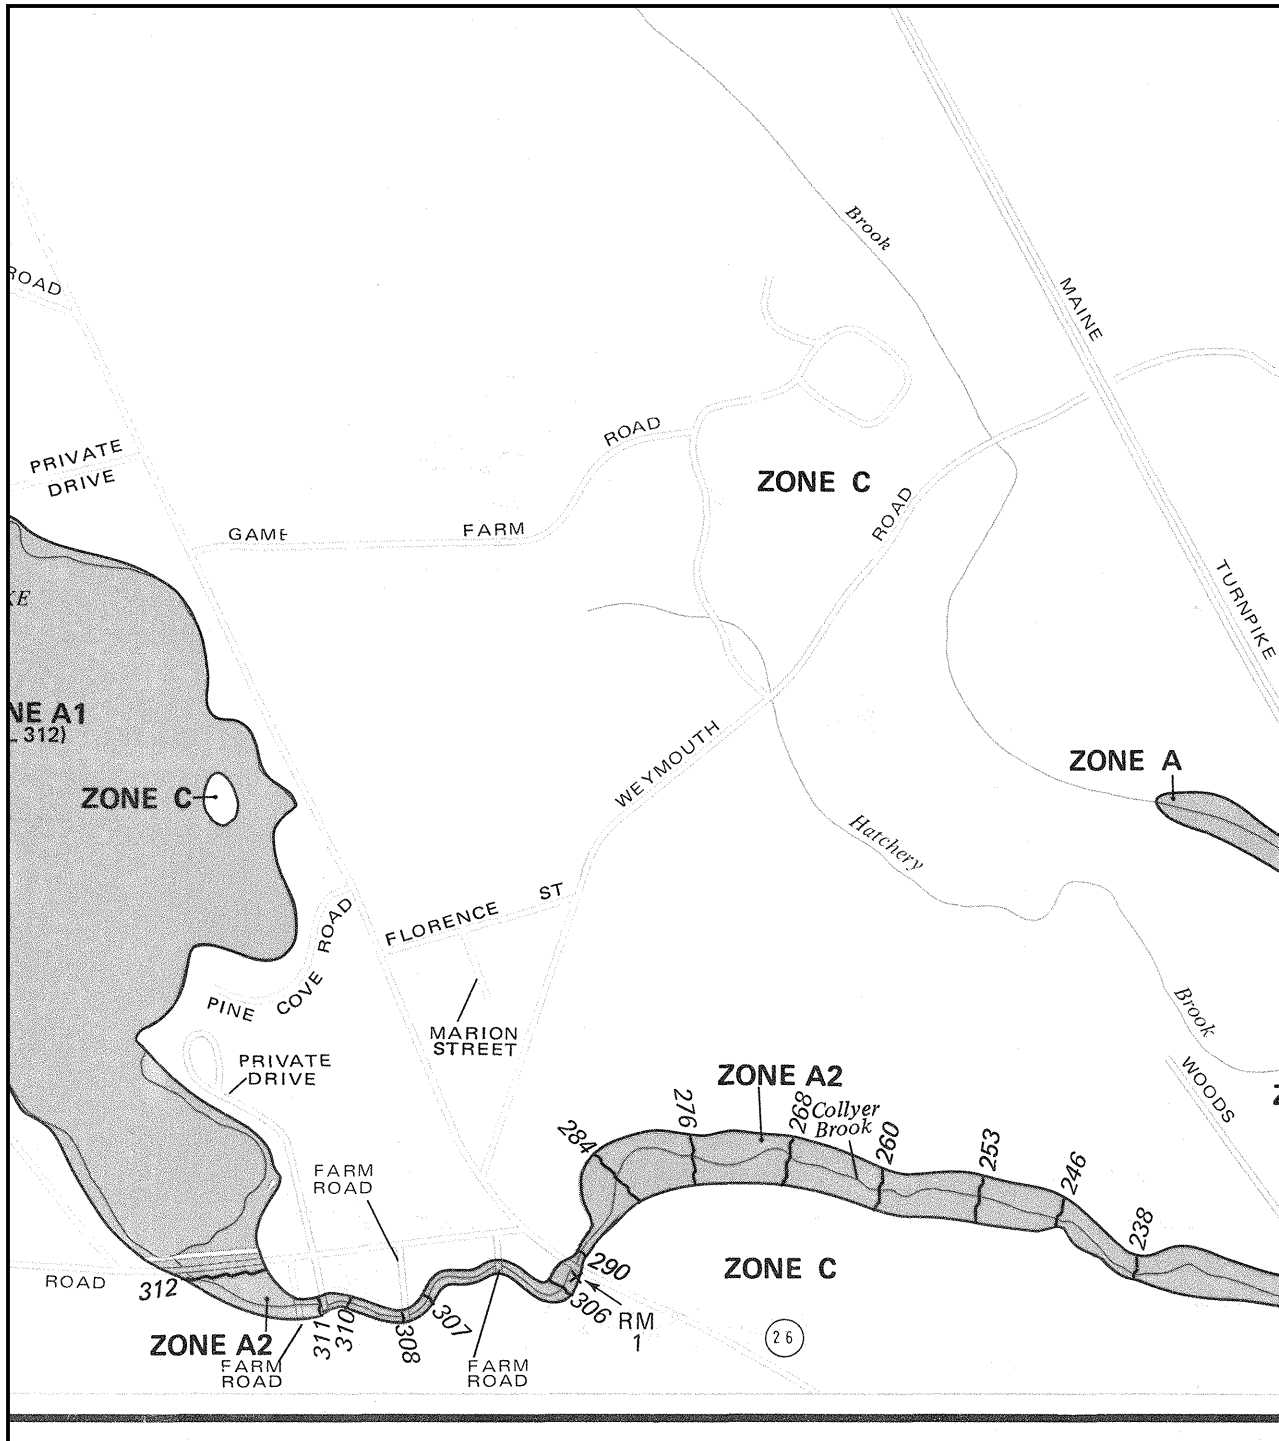 Brook
ROAD
MAINE
ROAD
PRIVATE
DRIVE
ZONE C
ROAD
GAME
FARM
TURNPIKE
KE
NE A1
312)
ZONE C
WEYMOUTH
ZONE A
Hatchery
FLORENCE ST
PINE COVE ROAD
MARION
STREET
Brook
WOODS
PRIVATE
DRIVE
ZONE A2
276
268
Collyer
Brook
284
260
253
246
238
FARM
ROAD
ZONE C
ROAD
312
290
306
RM
1
26
ZONE A2
311
310
308
307
FARM
ROAD
FARM
ROAD